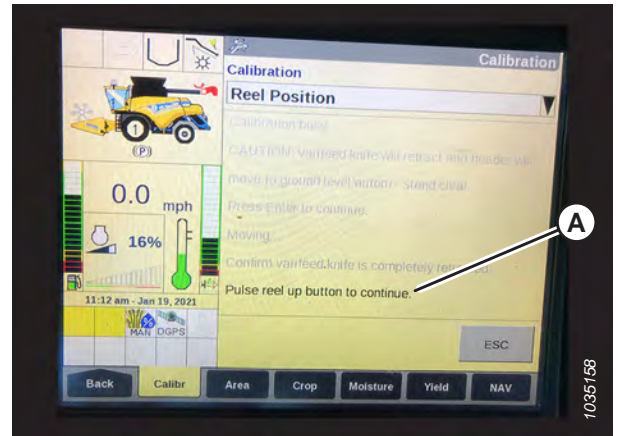 Calibration
Calibration
Reel Position
Calibration busy!
CAUTION: Varifeed knife will retract and header will
move to ground level autom.- stand clear.
Press Enter to continue.
Moving...
Confirm varifeed knife is completely retracted.
Pulse reel up button to continue.
A
1
(P)
0.0 mph
16%
F
11:12 am - Jan 19, 2021
MAN DGPS
ESC
Back Calibr Area Crop Moisture Yield NAV
1035158